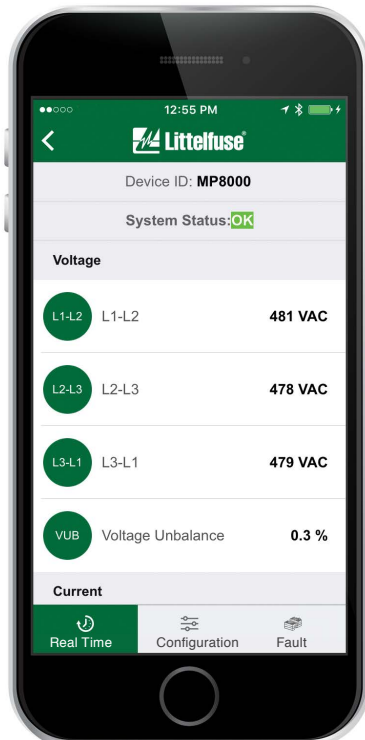 12:55 PM
Littelfuse®
Device ID: MP8000
System Status:OK
Voltage
L1-L2 L1-L2 481 VAC
L2-L3 L2-L3 478 VAC
L3-L1 L3-L1 479 VAC
VUB Voltage Unbalance 0.3 %
Current
Real Time Configuration Fault